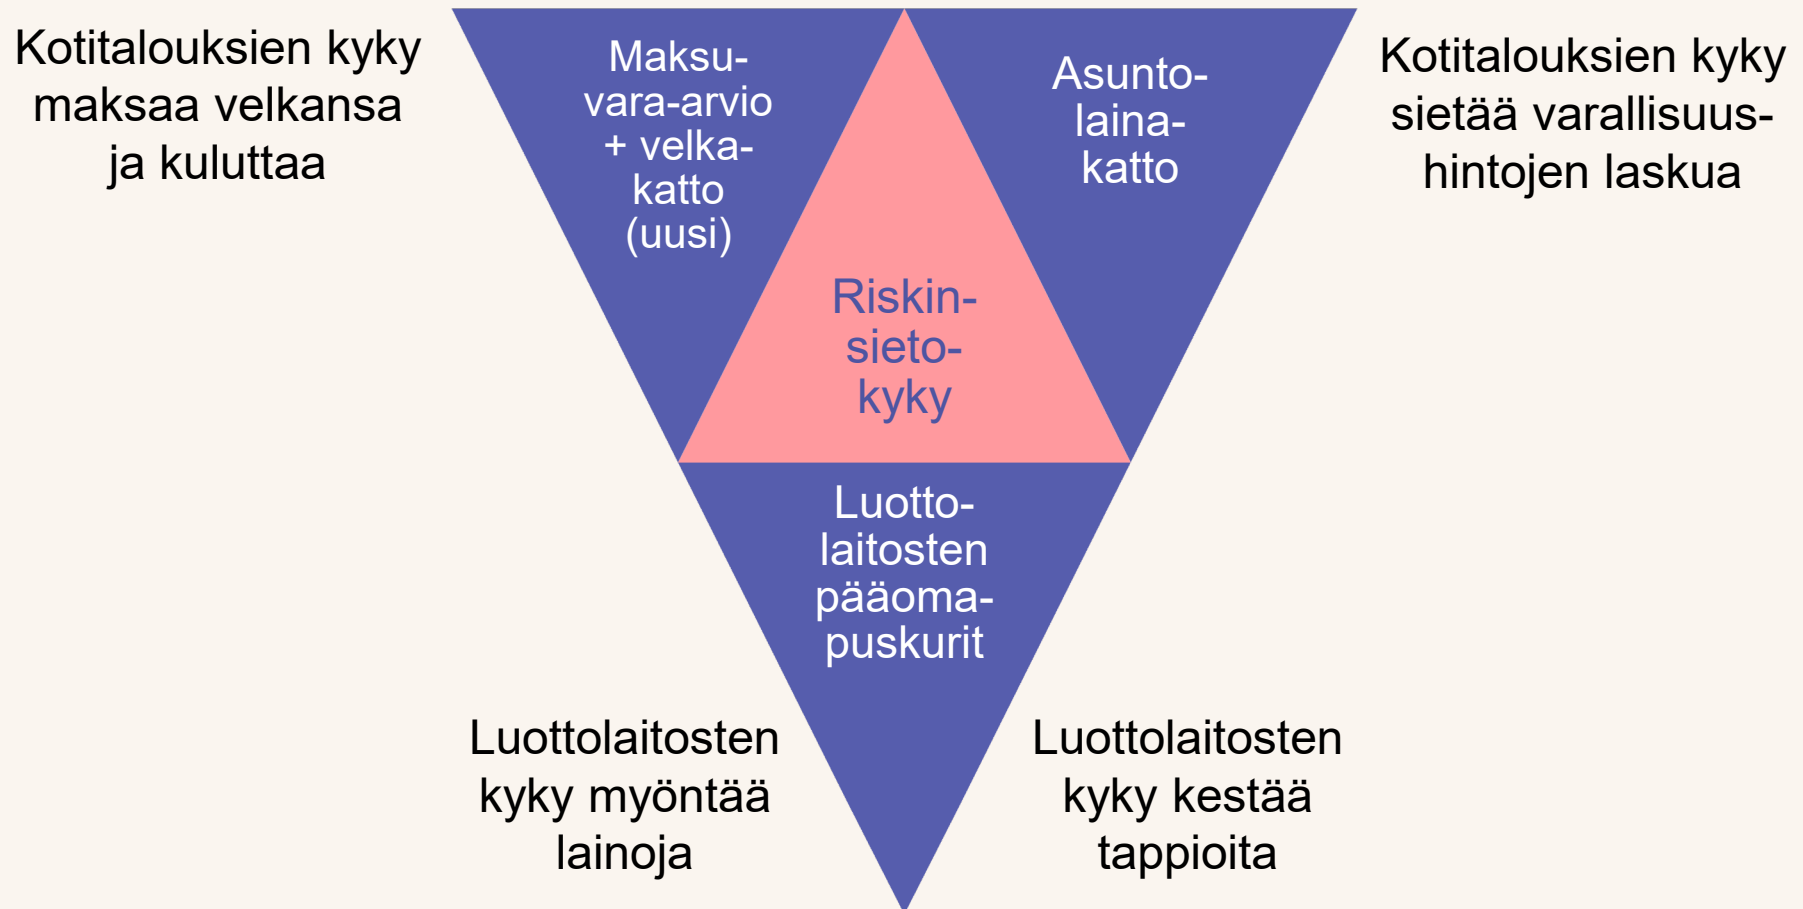 Kotitalouksien kyky
maksaa velkansa
ja kuluttaa
Maksu-
vara-arvio
+ velka-
katto
(uusi)
Asunto-
laina-
katto
Kotitalouksien kyky
sietää varallisuus-
hintojen laskua
Riskin-
sieto-
kyky
Luotto-
laitosten
pääoma-
puskurit
Luottolaitosten
kyky myöntää
lainoja
Luottolaitosten
kyky kestää
tappioita